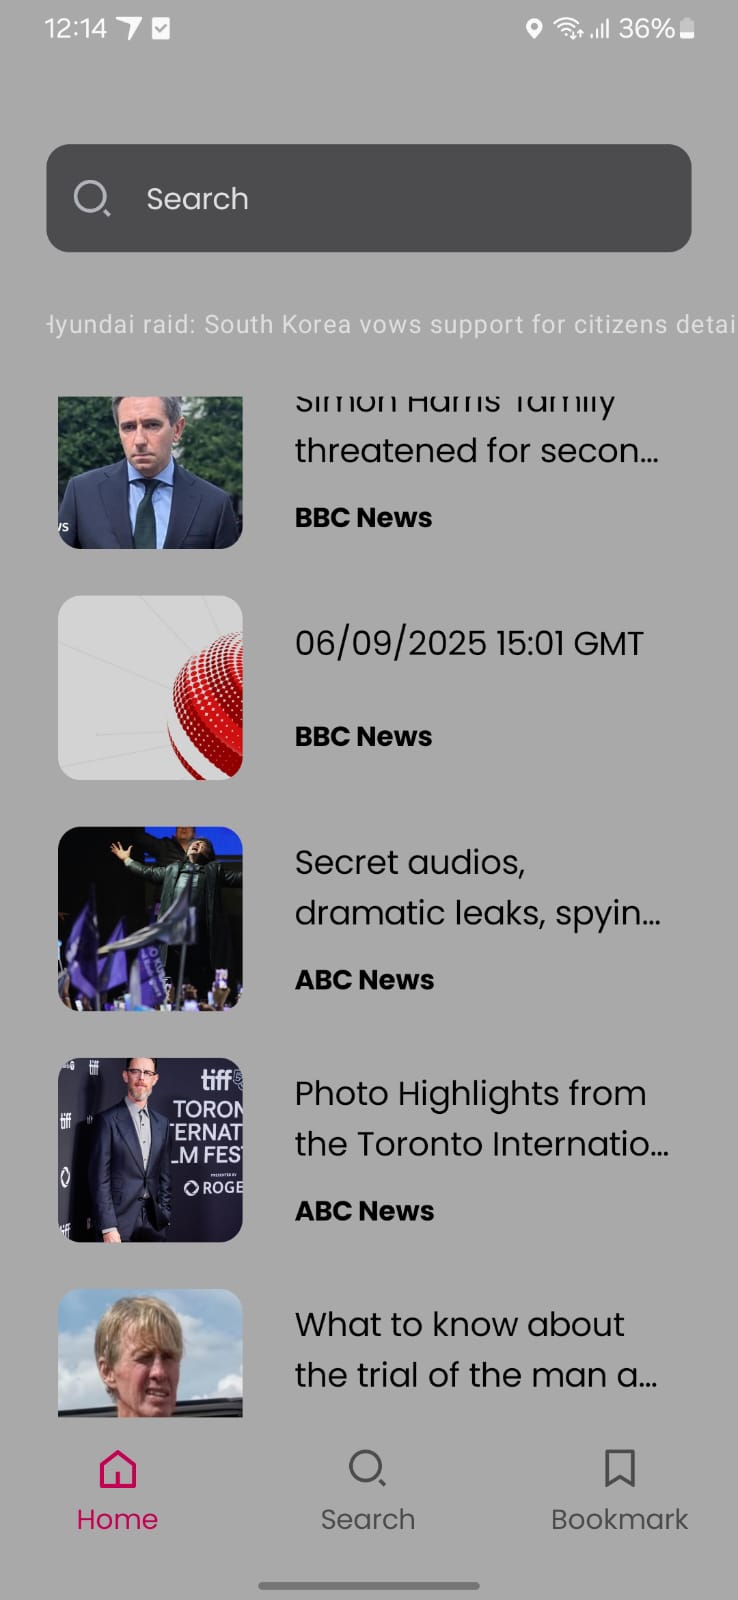 12:14
36%
Search
Hyundai raid: South Korea vows support for citizens detai
Simon Harris family
threatened for secon...
BBC News
06/09/2025 15:01 GMT
BBC News
Secret audios,
dramatic leaks, spyin...
ABC News
tiff
tiff
tiff
TORON
ERNAT
LM FES
ROGE
Photo Highlights from
the Toronto Internatio...
ABC News
What to know about
the trial of the man a...
Home
Search
Bookmark